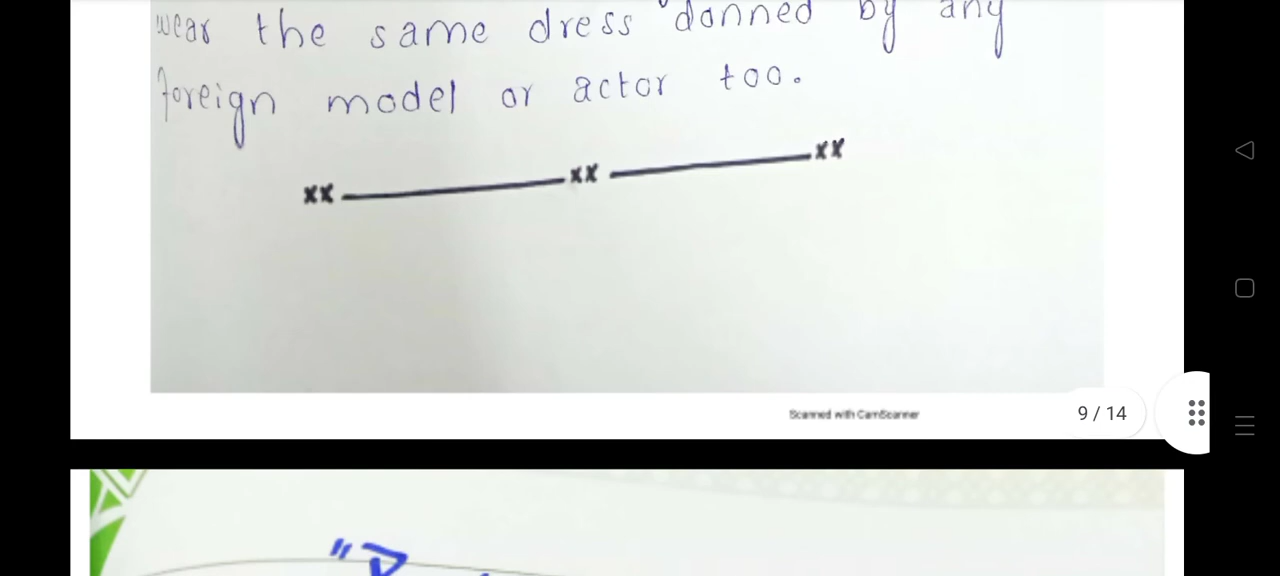 wear the same dress donned by any
foreign model or actor too.
xx xx xx
Scanned with CamScanner
9 / 14